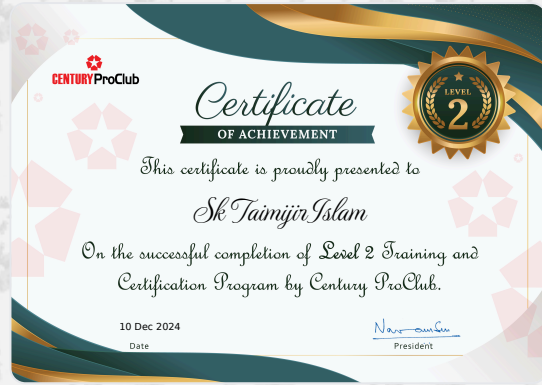 CENTURY ProClub
Certificate
OF ACHIEVEMENT
LEVEL
2
This certificate is proudly presented to
Sk Taimijir Islam
On the successful completion of Level 2 Training and
Certification Program by Century ProClub.
10 Dec 2024
Date
President